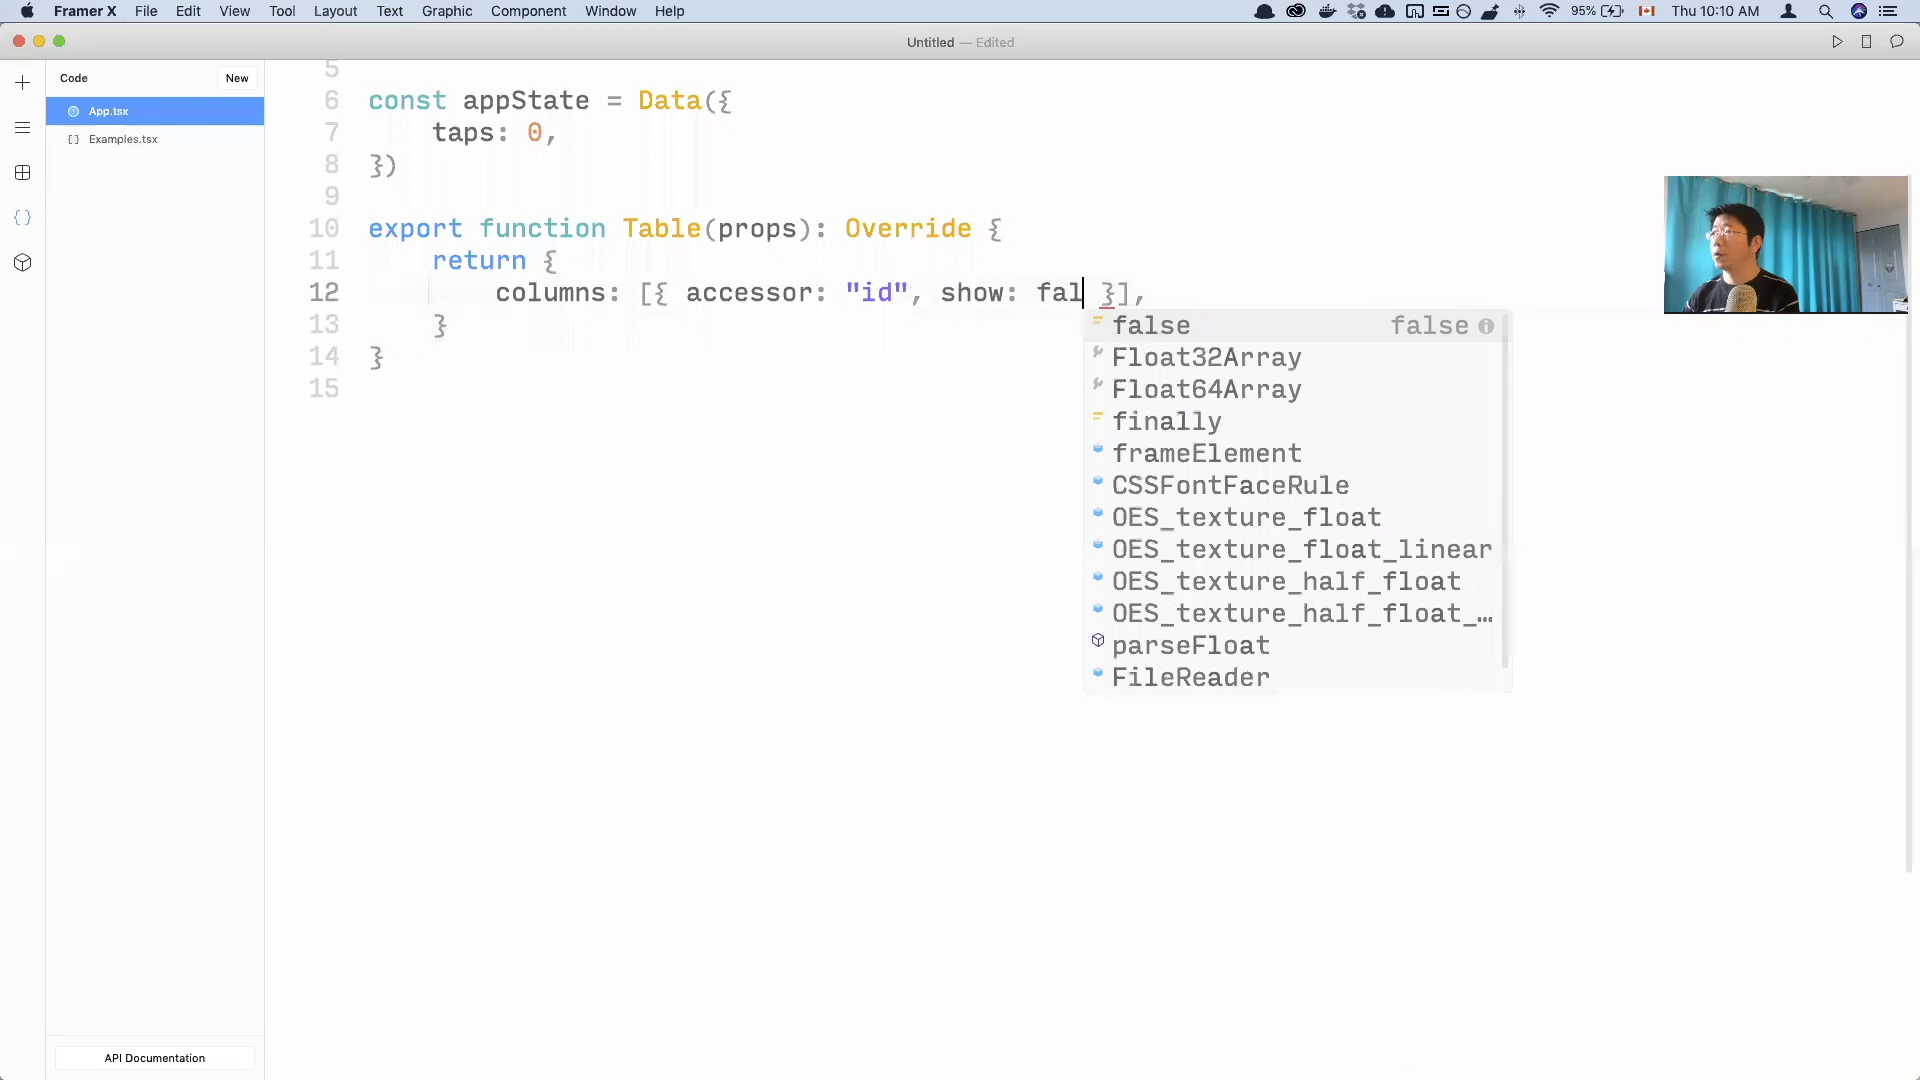 Framer X File Edit View Tool Layout Text Graphic Component Window Help 95% Thu 10:10 AM
Untitled — Edited
Code New
App.tsx
{} Examples.tsx
API Documentation
5
6 const appState = Data({
7 taps: 0,
8 })
9
10 export function Table(props): Override {
11 return {
12 columns: [{ accessor: "id", show: fal }],
13 }
14 }
15
false false
Float32Array
Float64Array
finally
frameElement
CSSFontFaceRule
OES_texture_float
OES_texture_float_linear
OES_texture_half_float
OES_texture_half_float_…
parseFloat
FileReader